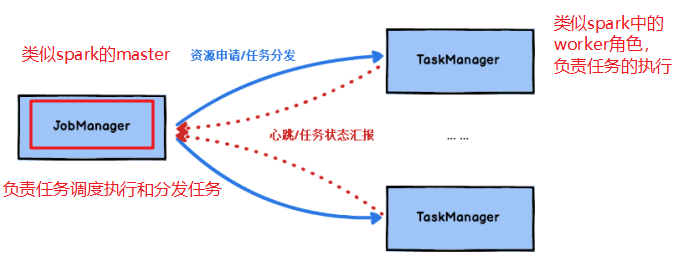 类似spark的master
资源申请/任务分发
TaskManager
类似spark中的
worker角色，
负责任务的执行
JobManager
心跳/任务状态汇报
... ...
负责任务调度执行和分发任务
TaskManager